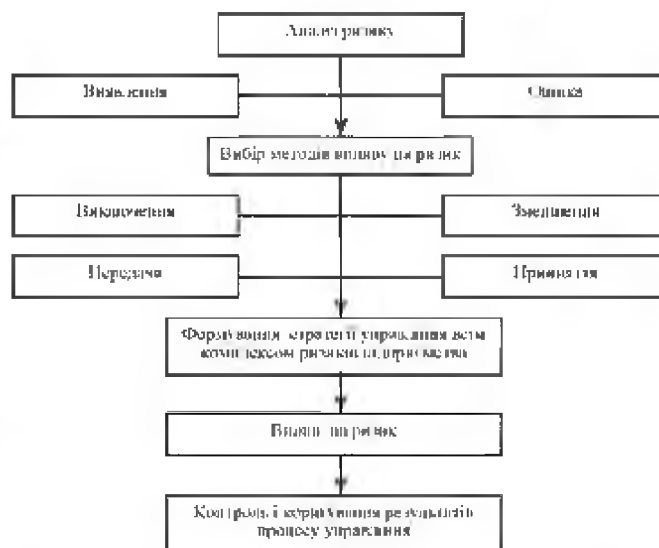 Аналіз ризику
Виявлення
Оцінка
Вибір методів впливу на ризик
Виключення
Зменшення
Передача
Прийняття
Формування стратегії управління всім
комплексом ризиків підприємства
Вплив на ризик
Контроль і коригування результатів
процесу управління